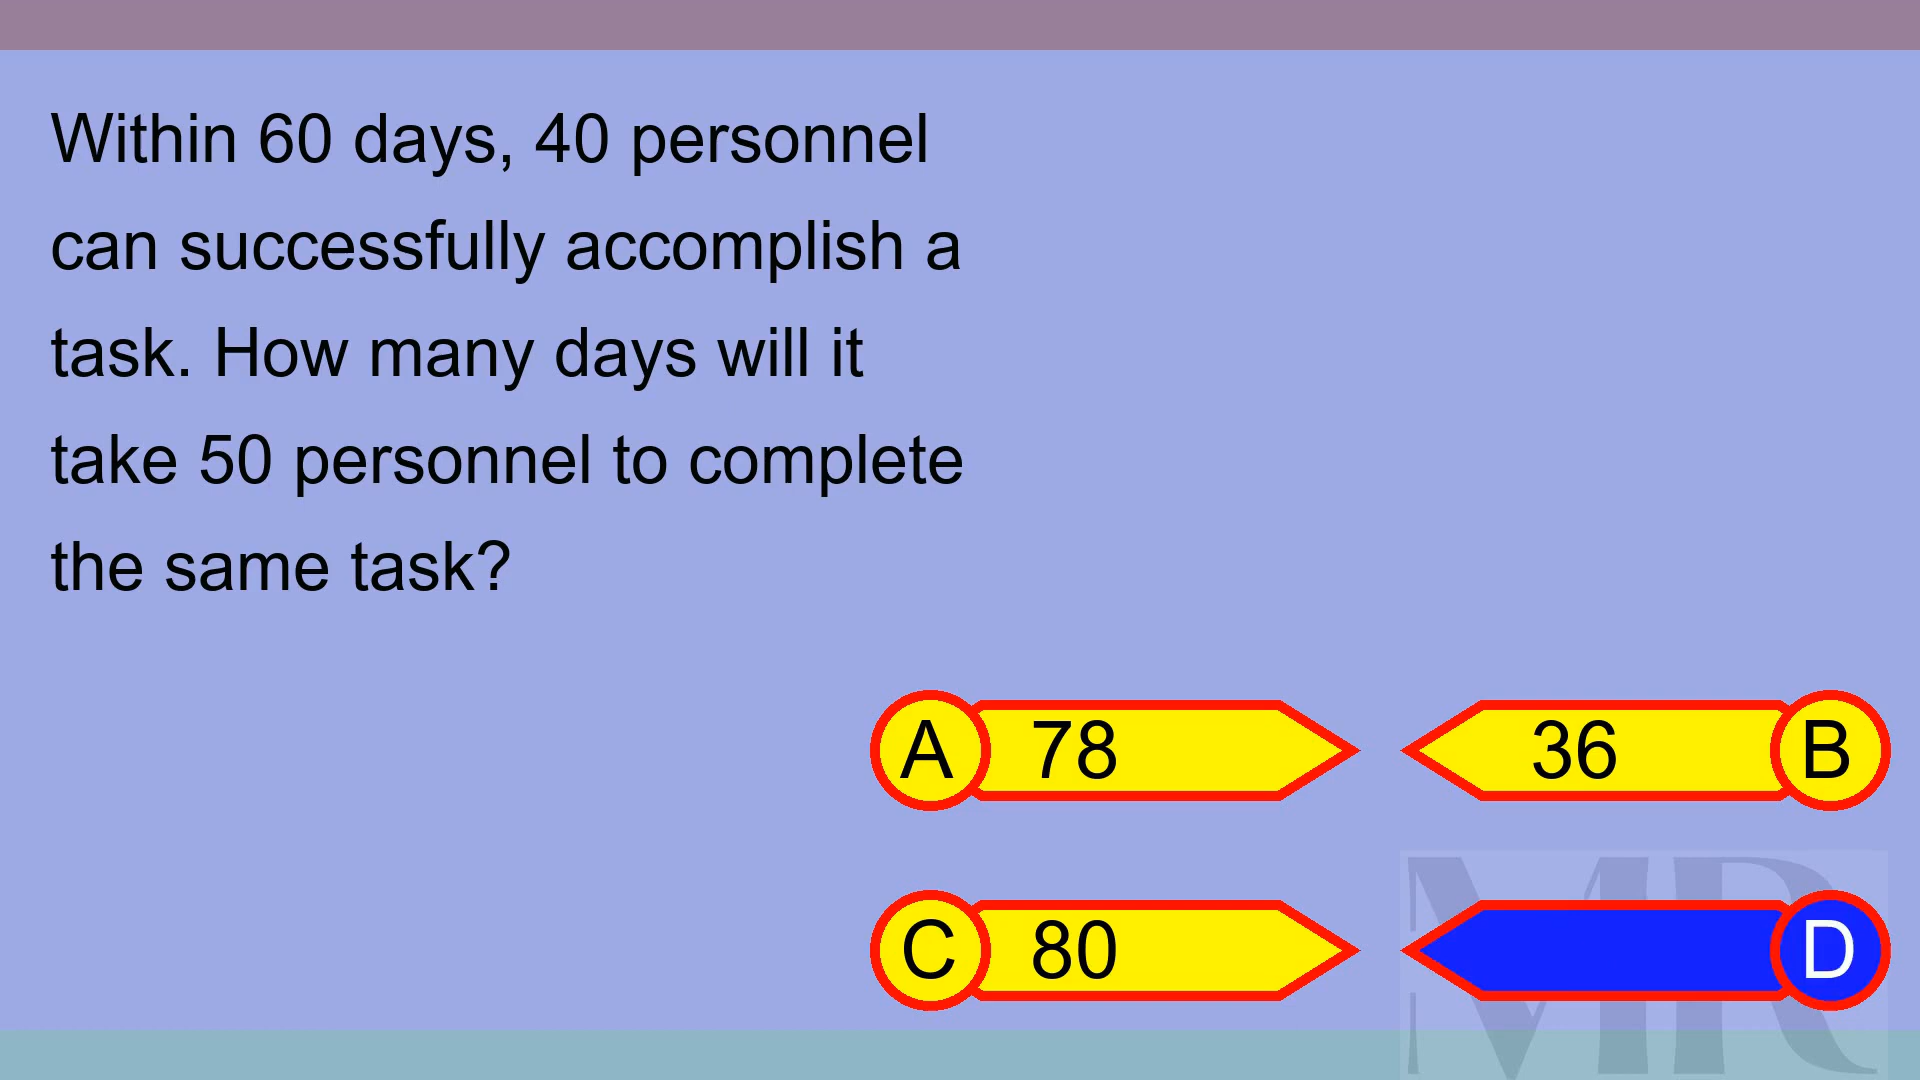 Within 60 days, 40 personnel
can successfully accomplish a
task. How many days will it
take 50 personnel to complete
the same task?
A 78
36 B
C 80
D
MR